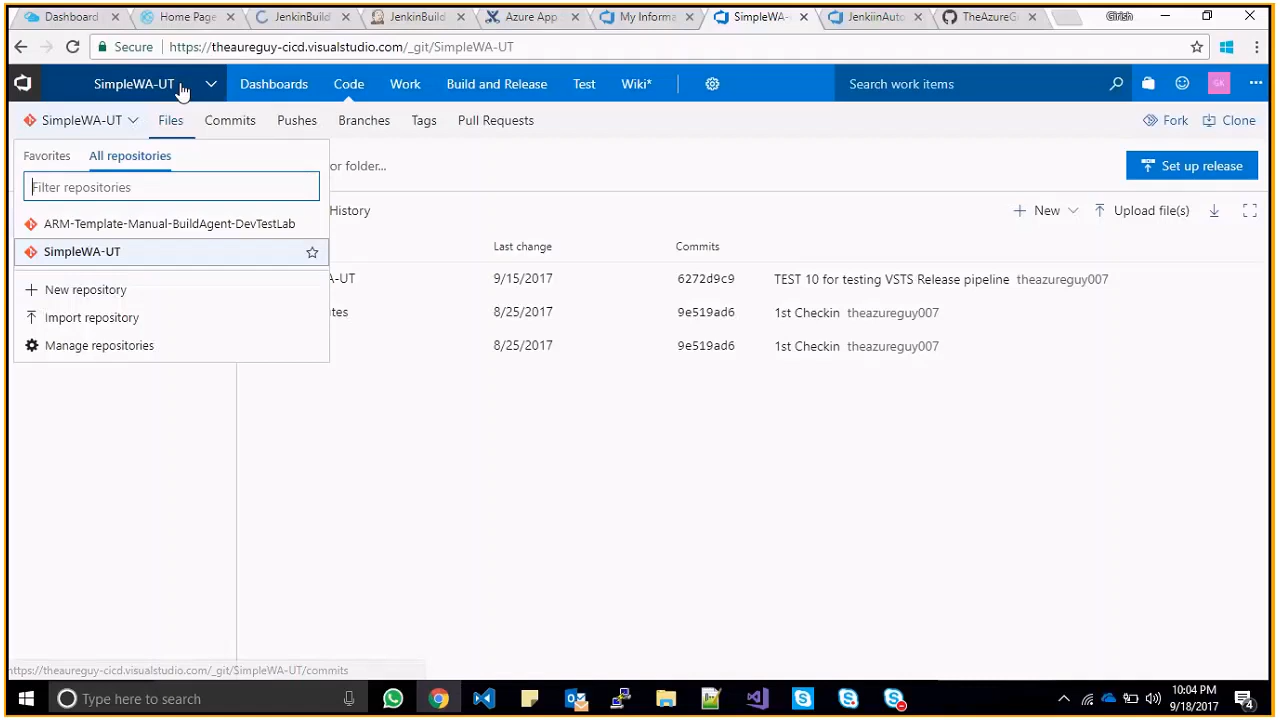 Dashboard
Home Page
JenkinBuild
JenkinBuild
Azure App
My Informa
SimpleWA-
JenkiinAuto
TheAzureG
Girish
Secure https://theaureguy-cicd.visualstudio.com/_git/SimpleWA-UT
SimpleWA-UT Dashboards Code Work Build and Release Test Wiki* Search work items GK
SimpleWA-UT Files Commits Pushes Branches Tags Pull Requests Fork Clone
Favorites All repositories
or folder... Set up release
Filter repositories
History New Upload file(s)
ARM-Template-Manual-BuildAgent-DevTestLab
SimpleWA-UT
Last change Commits
-UT 9/15/2017 6272d9c9 TEST 10 for testing VSTS Release pipeline theazureguy007
New repository
tes 8/25/2017 9e519ad6 1st Checkin theazureguy007
Import repository
Manage repositories
8/25/2017 9e519ad6 1st Checkin theazureguy007
https://theaureguy-cicd.visualstudio.com/_git/SimpleWA-UT/commits
Type here to search
10:04 PM
9/18/2017
4